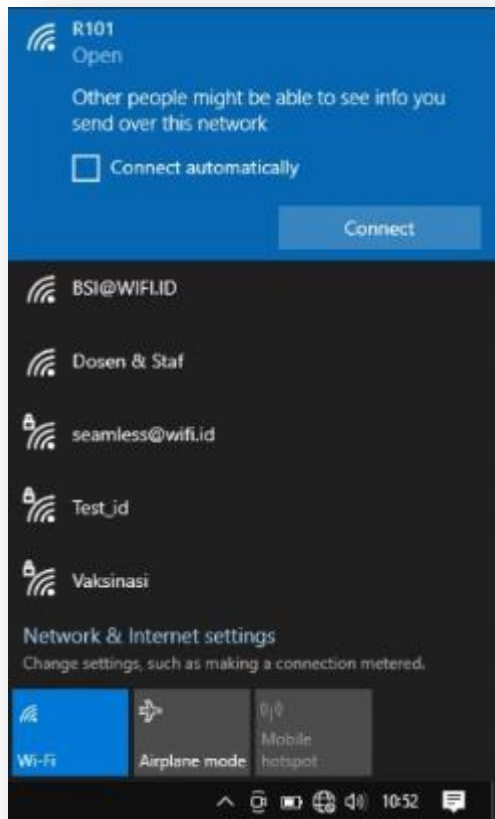 R101
Open
Other people might be able to see info you
send over this network
Connect automatically
Connect
BSI@WIFI.ID
Dosen & Staf
seamless@wifi.id
Test_id
Vaksinasi
Network & Internet settings
Change settings, such as making a connection metered.
Wi-Fi
Airplane mode
Mobile
hotspot
10:52